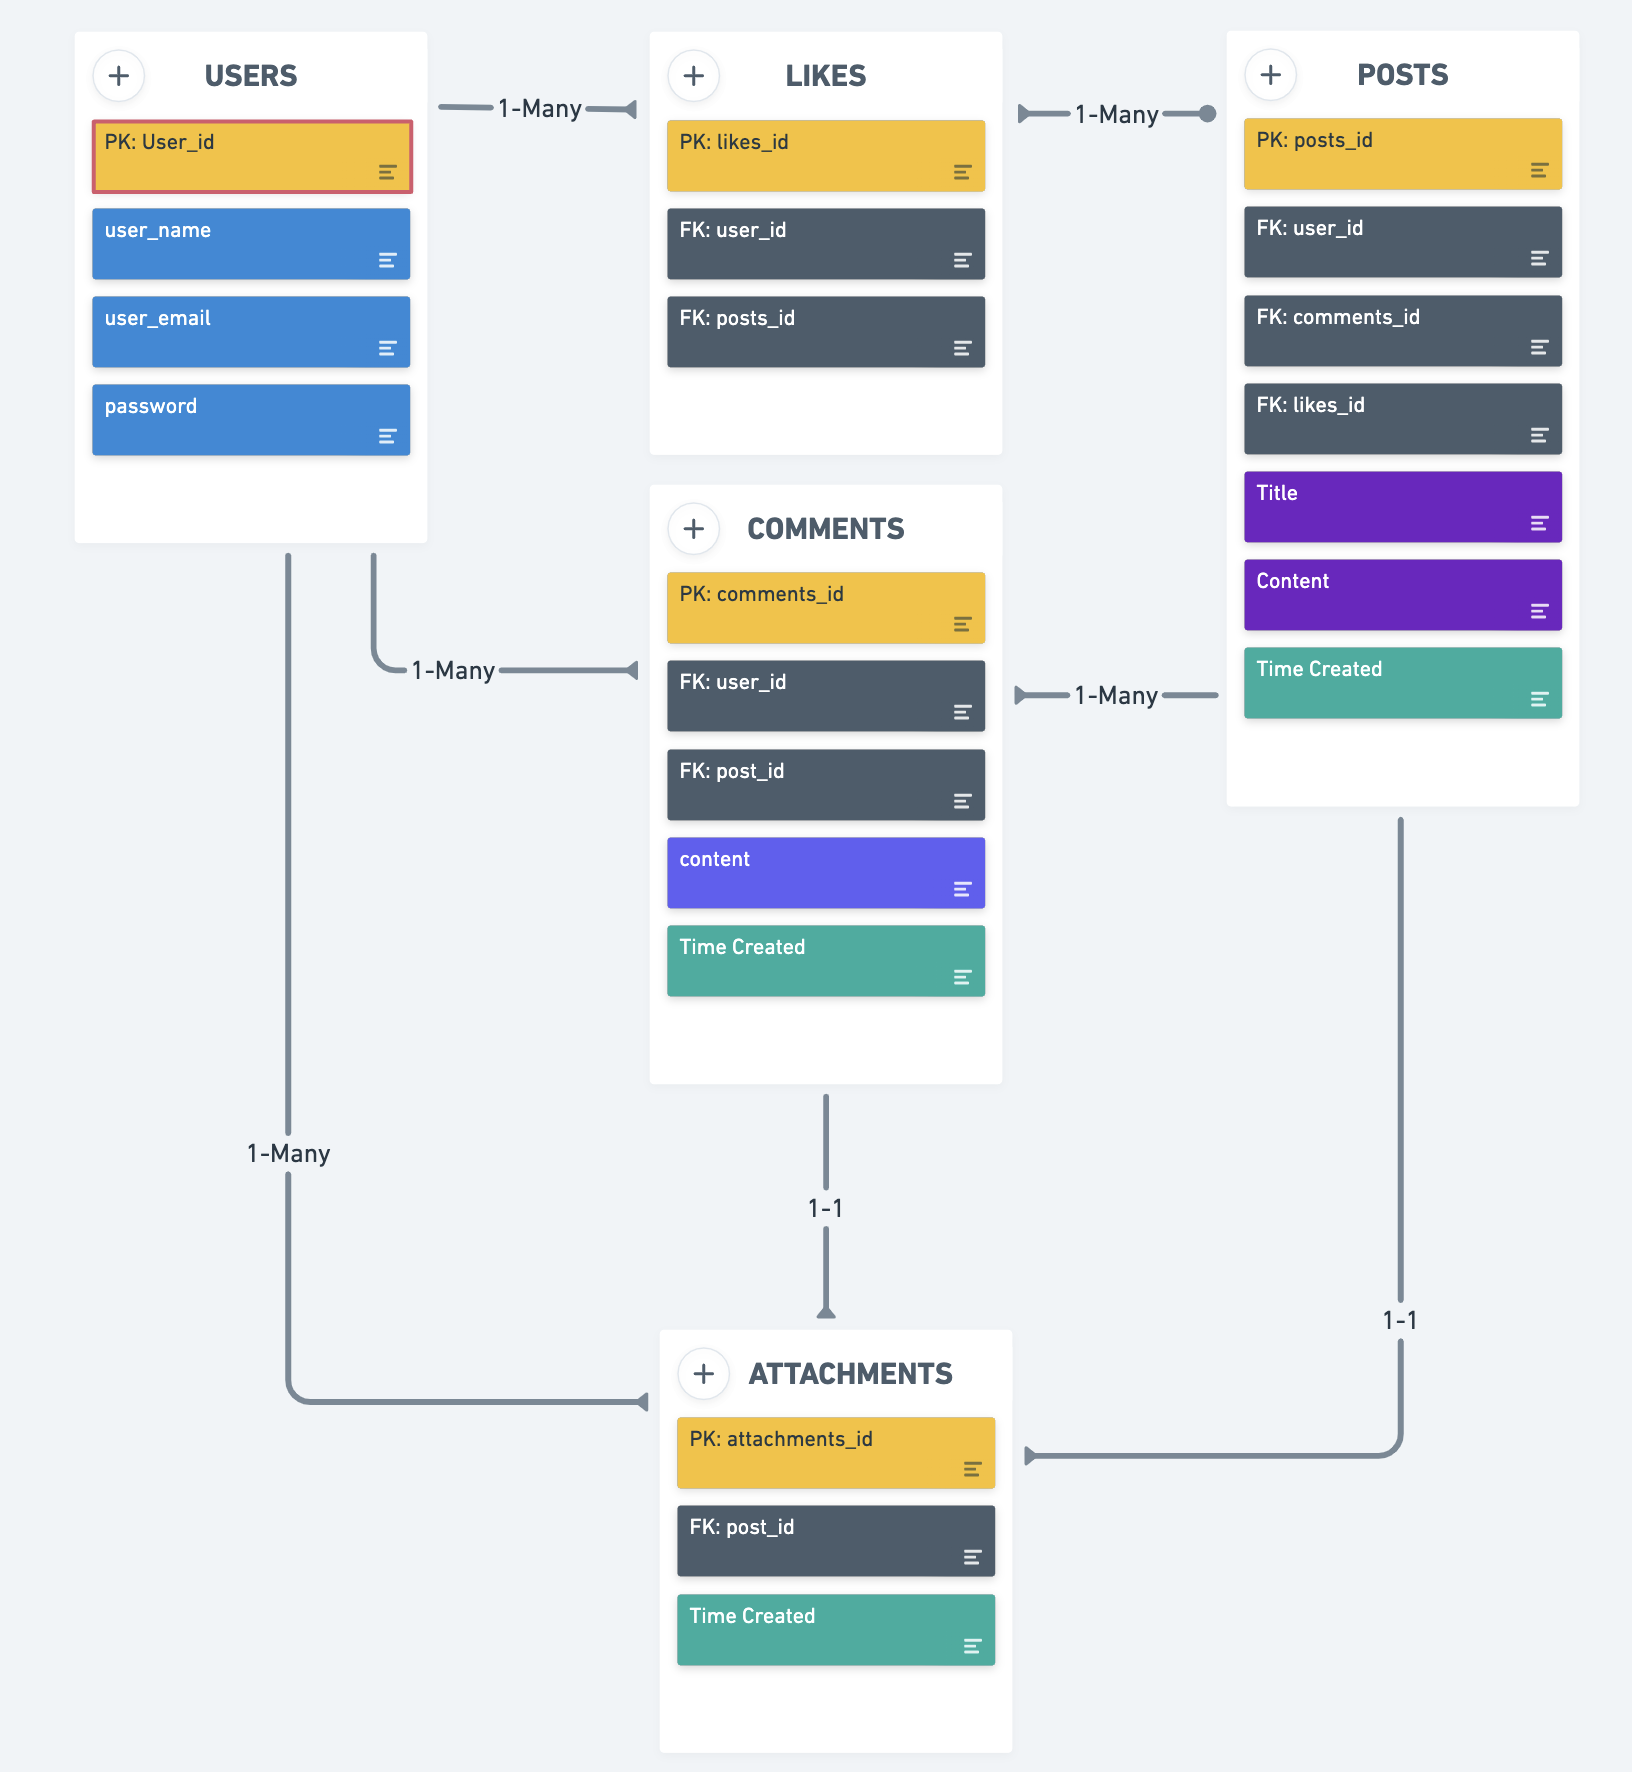 USERS
PK: User_id
user_name
user_email
password
1-Many
LIKES
PK: likes_id
FK: user_id
FK: posts_id
1-Many
POSTS
PK: posts_id
FK: user_id
FK: comments_id
FK: likes_id
Title
Content
Time Created
1-Many
COMMENTS
PK: comments_id
FK: user_id
FK: post_id
content
Time Created
1-Many
1-Many
1-1
1-1
ATTACHMENTS
PK: attachments_id
FK: post_id
Time Created